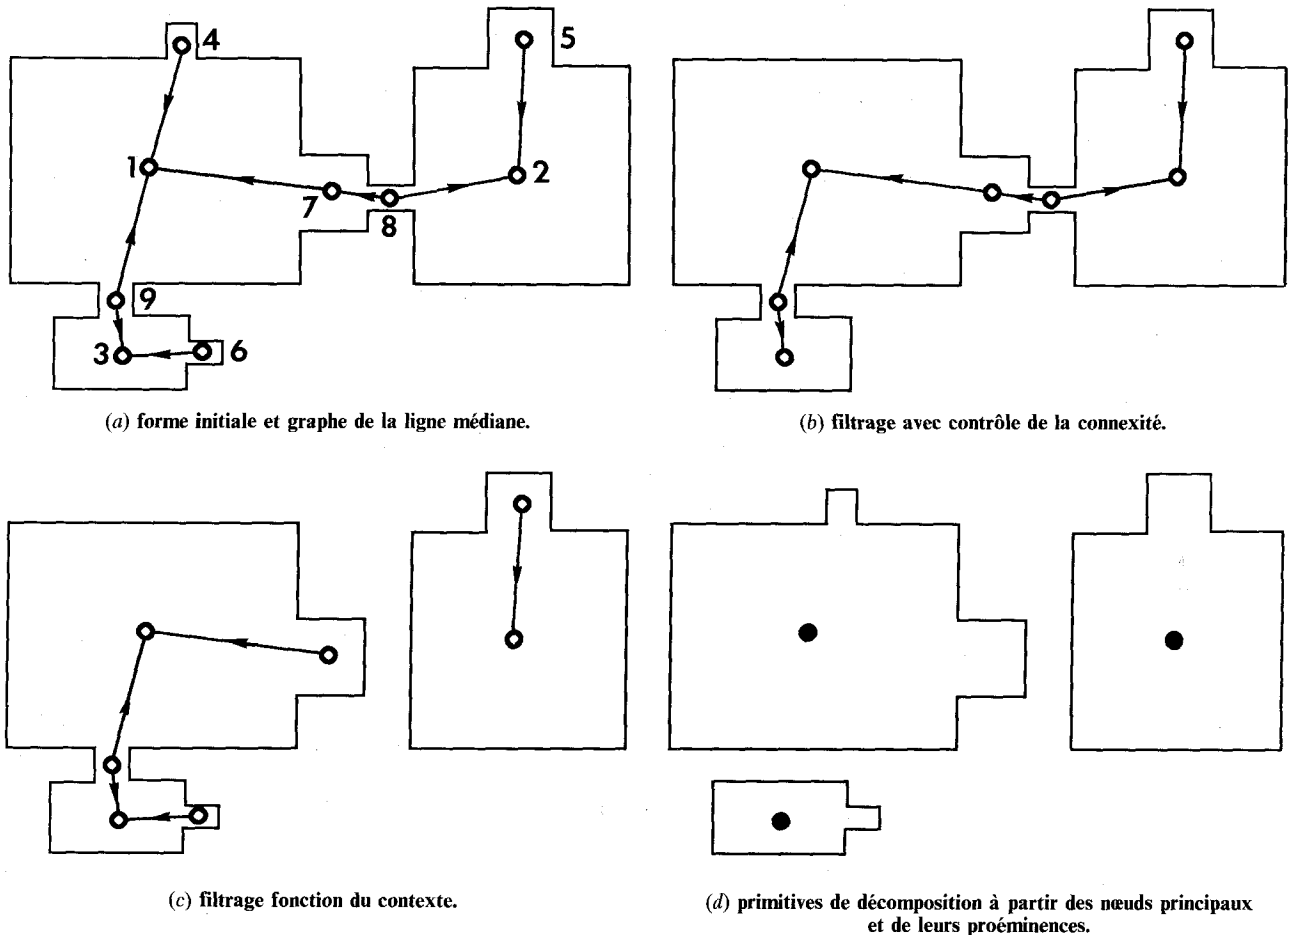 4
5
1
2
7
8
9
3
6
(a) forme initiale et graphe de la ligne médiane.
(b) filtrage avec contrôle de la connexité.
(c) filtrage fonction du contexte.
(d) primitives de décomposition à partir des nœuds principaux
et de leurs proéminences.